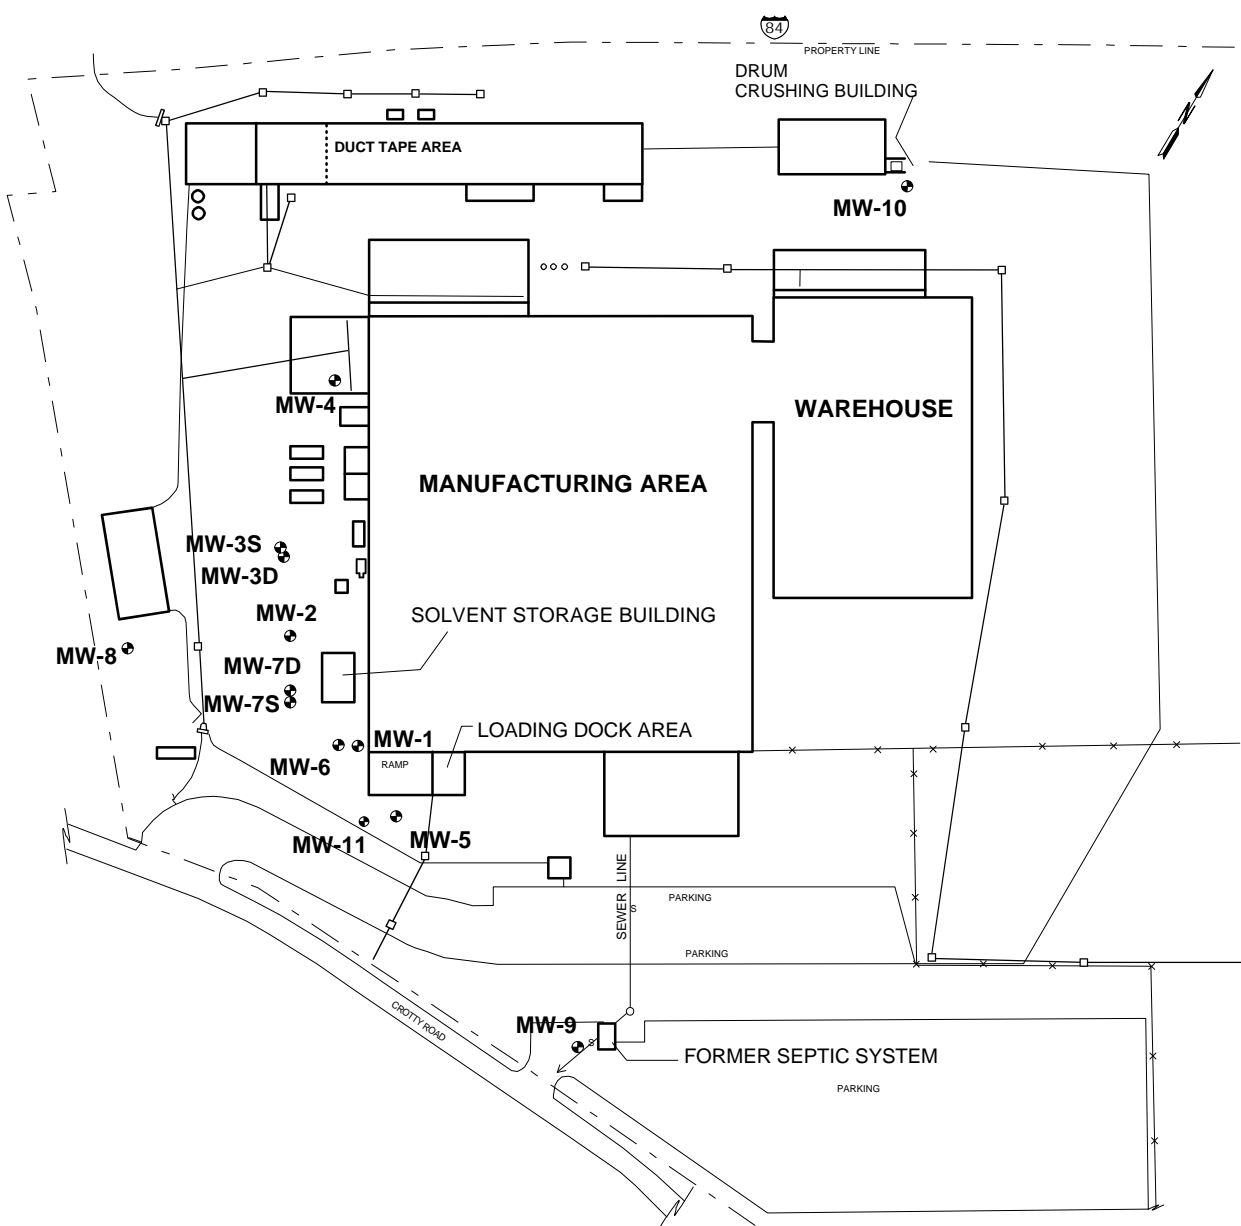 84
PROPERTY LINE
DRUM
CRUSHING BUILDING
N
DUCT TAPE AREA
MW-10
MW-4
WAREHOUSE
MANUFACTURING AREA
MW-3S
MW-3D
MW-2
SOLVENT STORAGE BUILDING
MW-8
MW-7D
MW-7S
MW-1
LOADING DOCK AREA
MW-6
RAMP
MW-11
MW-5
SEWER LINE
S
PARKING
PARKING
CROTTY ROAD
MW-9
S
FORMER SEPTIC SYSTEM
PARKING